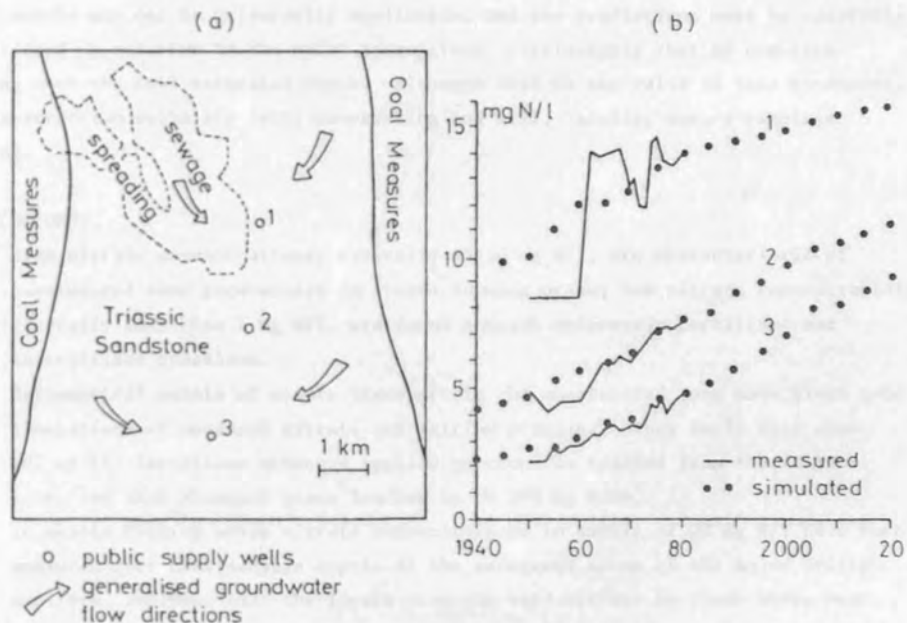 (a)
(b)
Coal Measures
spreading
sewage
Coal Measures
1
2
Triassic
Sandstone
3
km
mg N/l
15
10
5
0
1
2
3
measured
simulated
1940
60
80
2000
20
public supply wells
generalised groundwater
flow directions